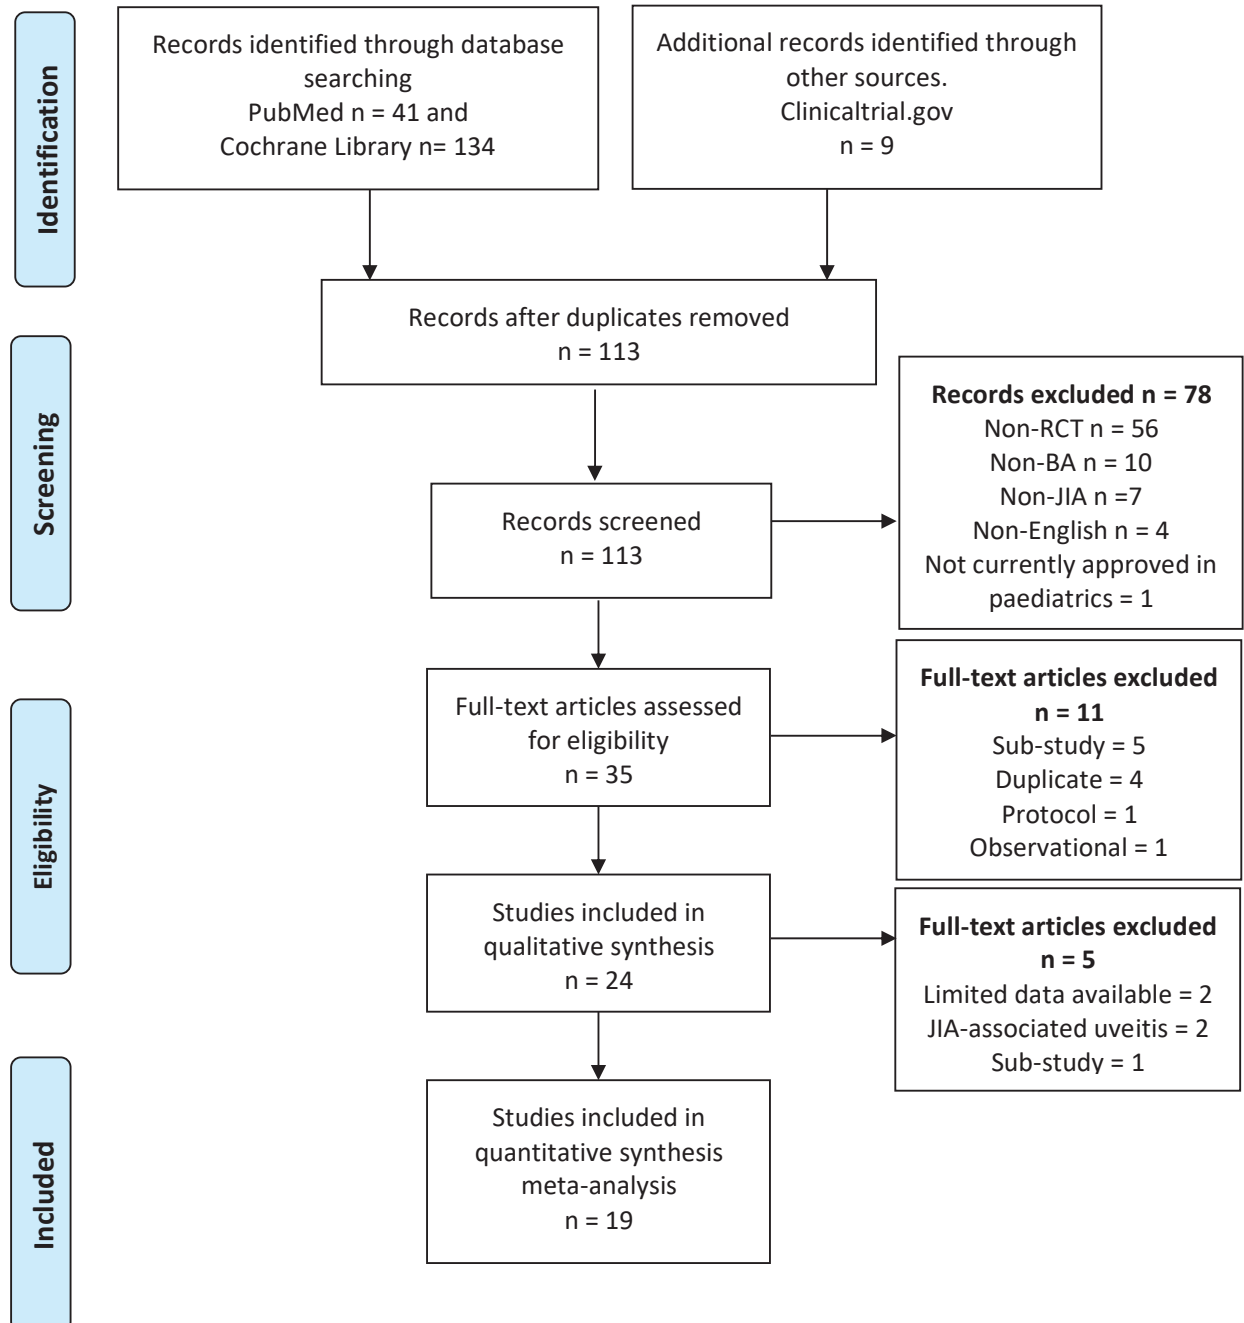 Identification
Records identified through database
searching
PubMed n = 41 and
Cochrane Library n= 134
Additional records identified through
other sources.
Clinicaltrial.gov
n = 9
Records after duplicates removed
n = 113
Screening
Records screened
n = 113
Records excluded n = 78
Non-RCT n = 56
Non-BA n = 10
Non-JIA n =7
Non-English n = 4
Not currently approved in
paediatrics = 1
Eligibility
Full-text articles assessed
for eligibility
n = 35
Full-text articles excluded
n = 11
Sub-study = 5
Duplicate = 4
Protocol = 1
Observational = 1
Studies included in
qualitative synthesis
n = 24
Full-text articles excluded
n = 5
Limited data available = 2
JIA-associated uveitis = 2
Sub-study = 1
Included
Studies included in
quantitative synthesis
meta-analysis
n = 19